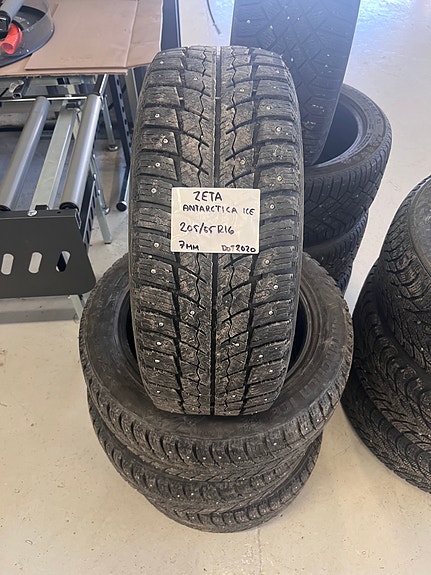 ZETA
ANTARCTICA ICE
205/55R16
7MM DOT2020